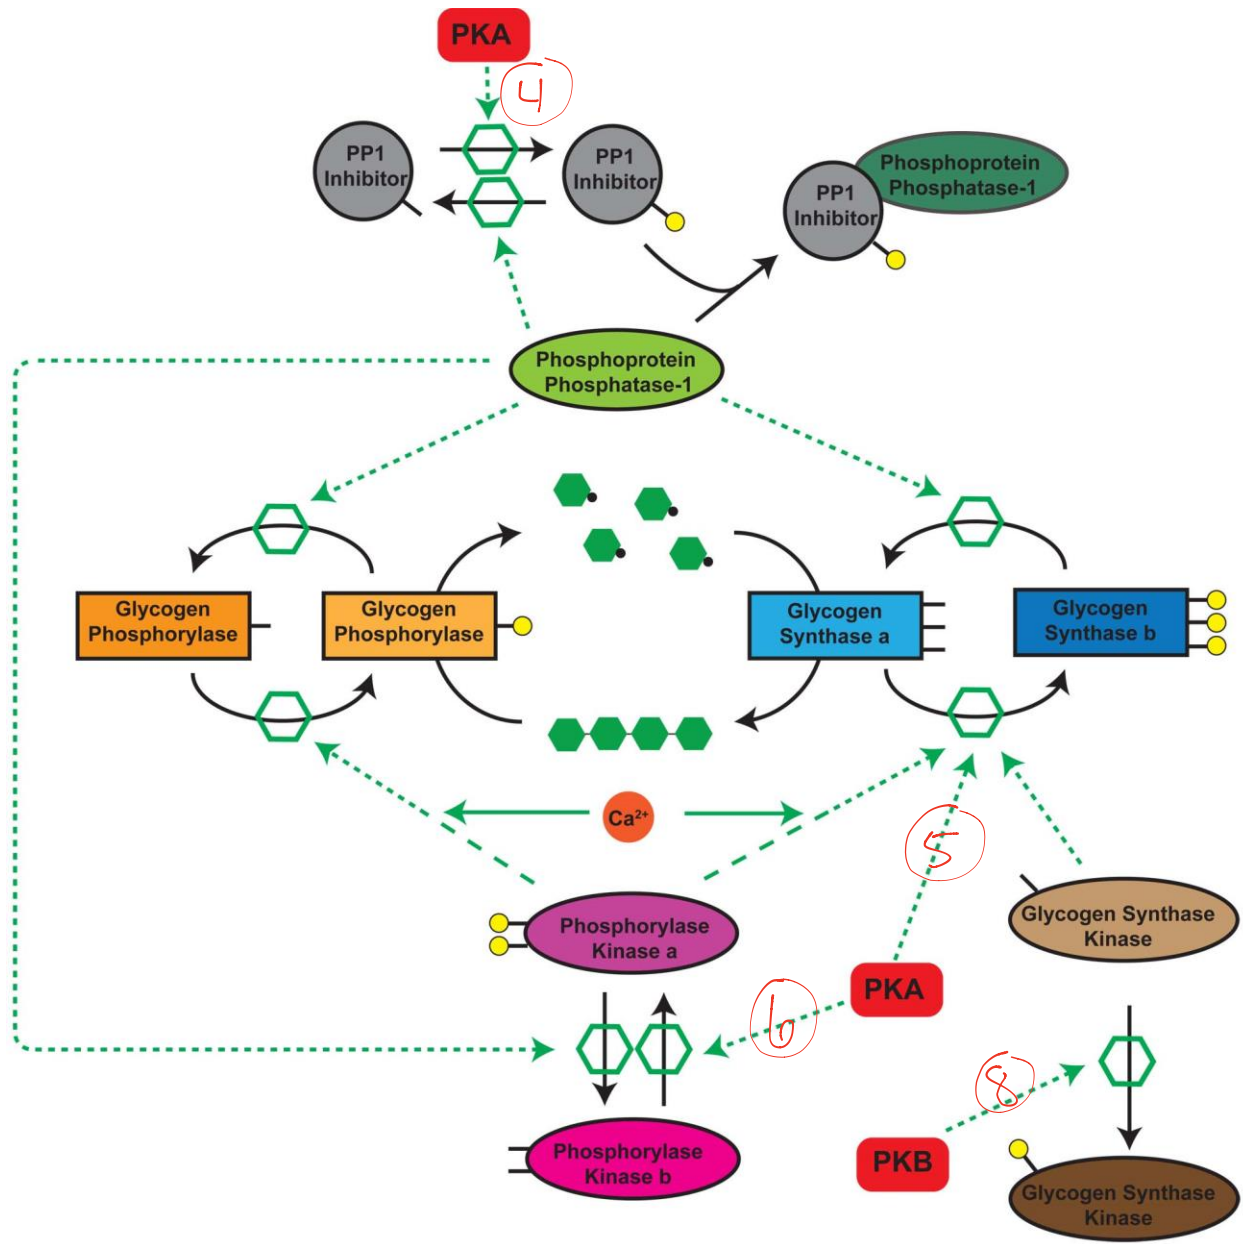 PKA
4
PP1
Inhibitor
PP1
Inhibitor
PP1
Inhibitor
Phosphoprotein
Phosphatase-1
Phosphoprotein
Phosphatase-1
Glycogen
Phosphorylase
Glycogen
Phosphorylase
Glycogen
Synthase a
Glycogen
Synthase b
Ca²⁺
5
Phosphorylase
Kinase a
Glycogen Synthase
Kinase
PKA
6
8
Phosphorylase
Kinase b
PKB
Glycogen Synthase
Kinase